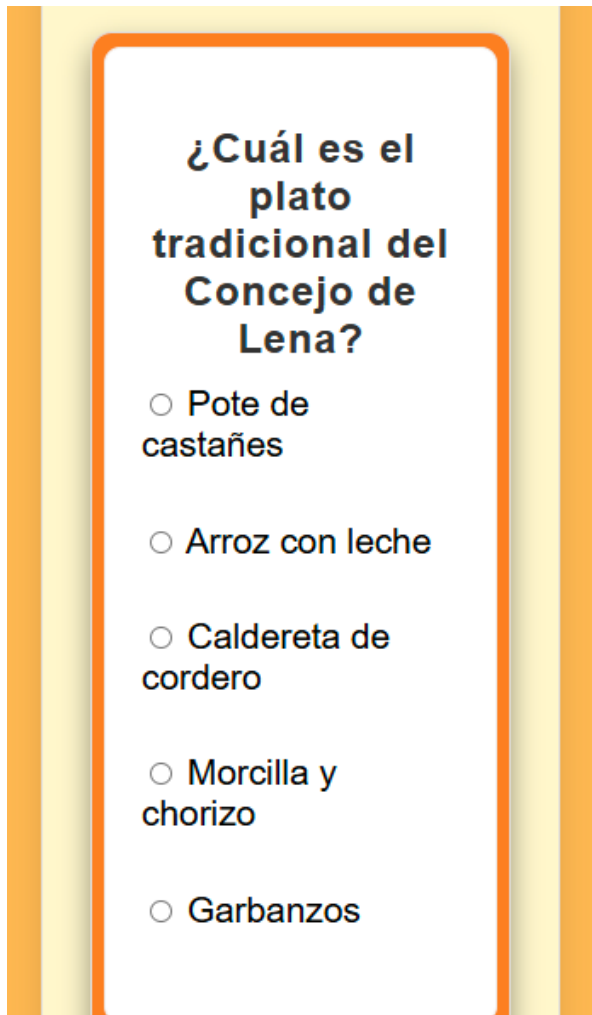 ¿Cuál es el
plato
tradicional del
Concejo de
Lena?
Pote de
castañes
Arroz con leche
Caldereta de
cordero
Morcilla y
chorizo
Garbanzos